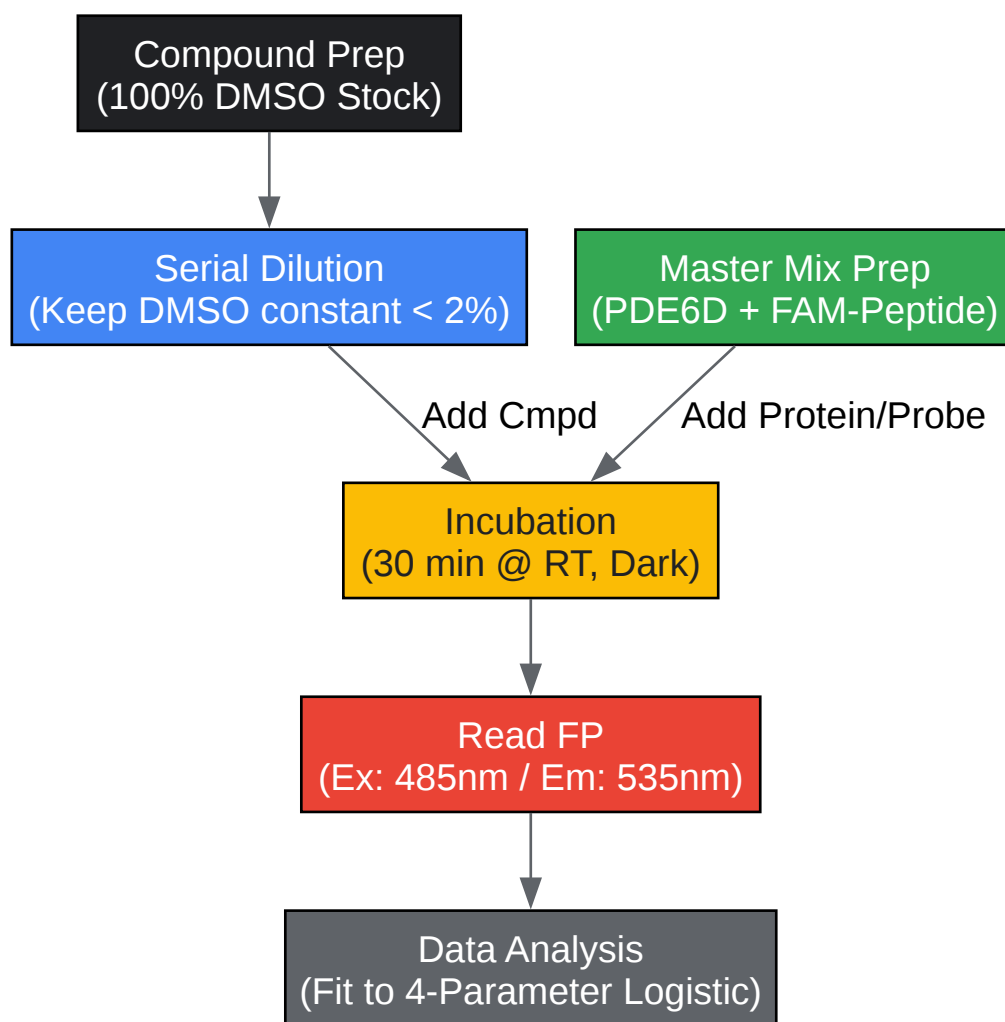 Compound Prep
(100% DMSO Stock)
Serial Dilution
(Keep DMSO constant < 2%)
Master Mix Prep
(PDE6D + FAM-Peptide)
Add Cmpd
Add Protein/Probe
Incubation
(30 min @ RT, Dark)
Read FP
(Ex: 485nm / Em: 535nm)
Data Analysis
(Fit to 4-Parameter Logistic)